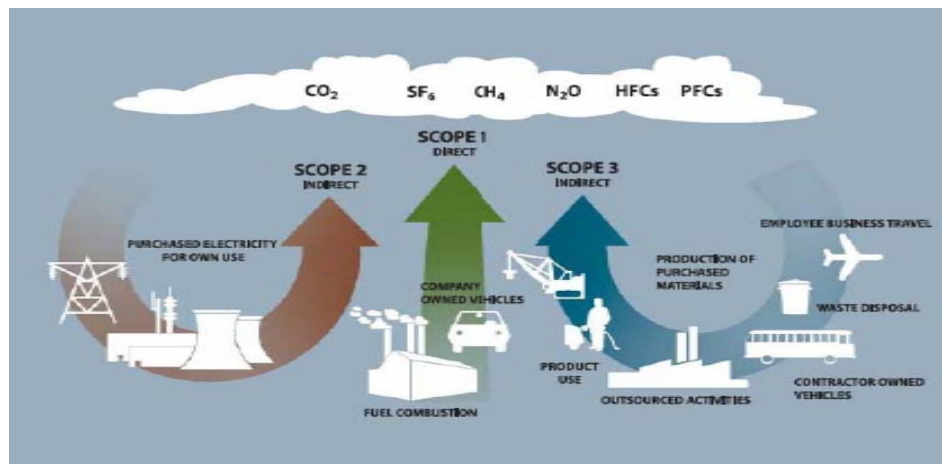 CO₂ SF₆ CH₄ N₂O HFCs PFCs
SCOPE 1
DIRECT
SCOPE 2
INDIRECT
SCOPE 3
INDIRECT
PURCHASED ELECTRICITY
FOR OWN USE
COMPANY
OWNED VEHICLES
FUEL COMBUSTION
PRODUCT
USE
PRODUCTION OF
PURCHASED
MATERIALS
OUTSOURCED ACTIVITIES
EMPLOYEE BUSINESS TRAVEL
WASTE DISPOSAL
CONTRACTOR OWNED
VEHICLES